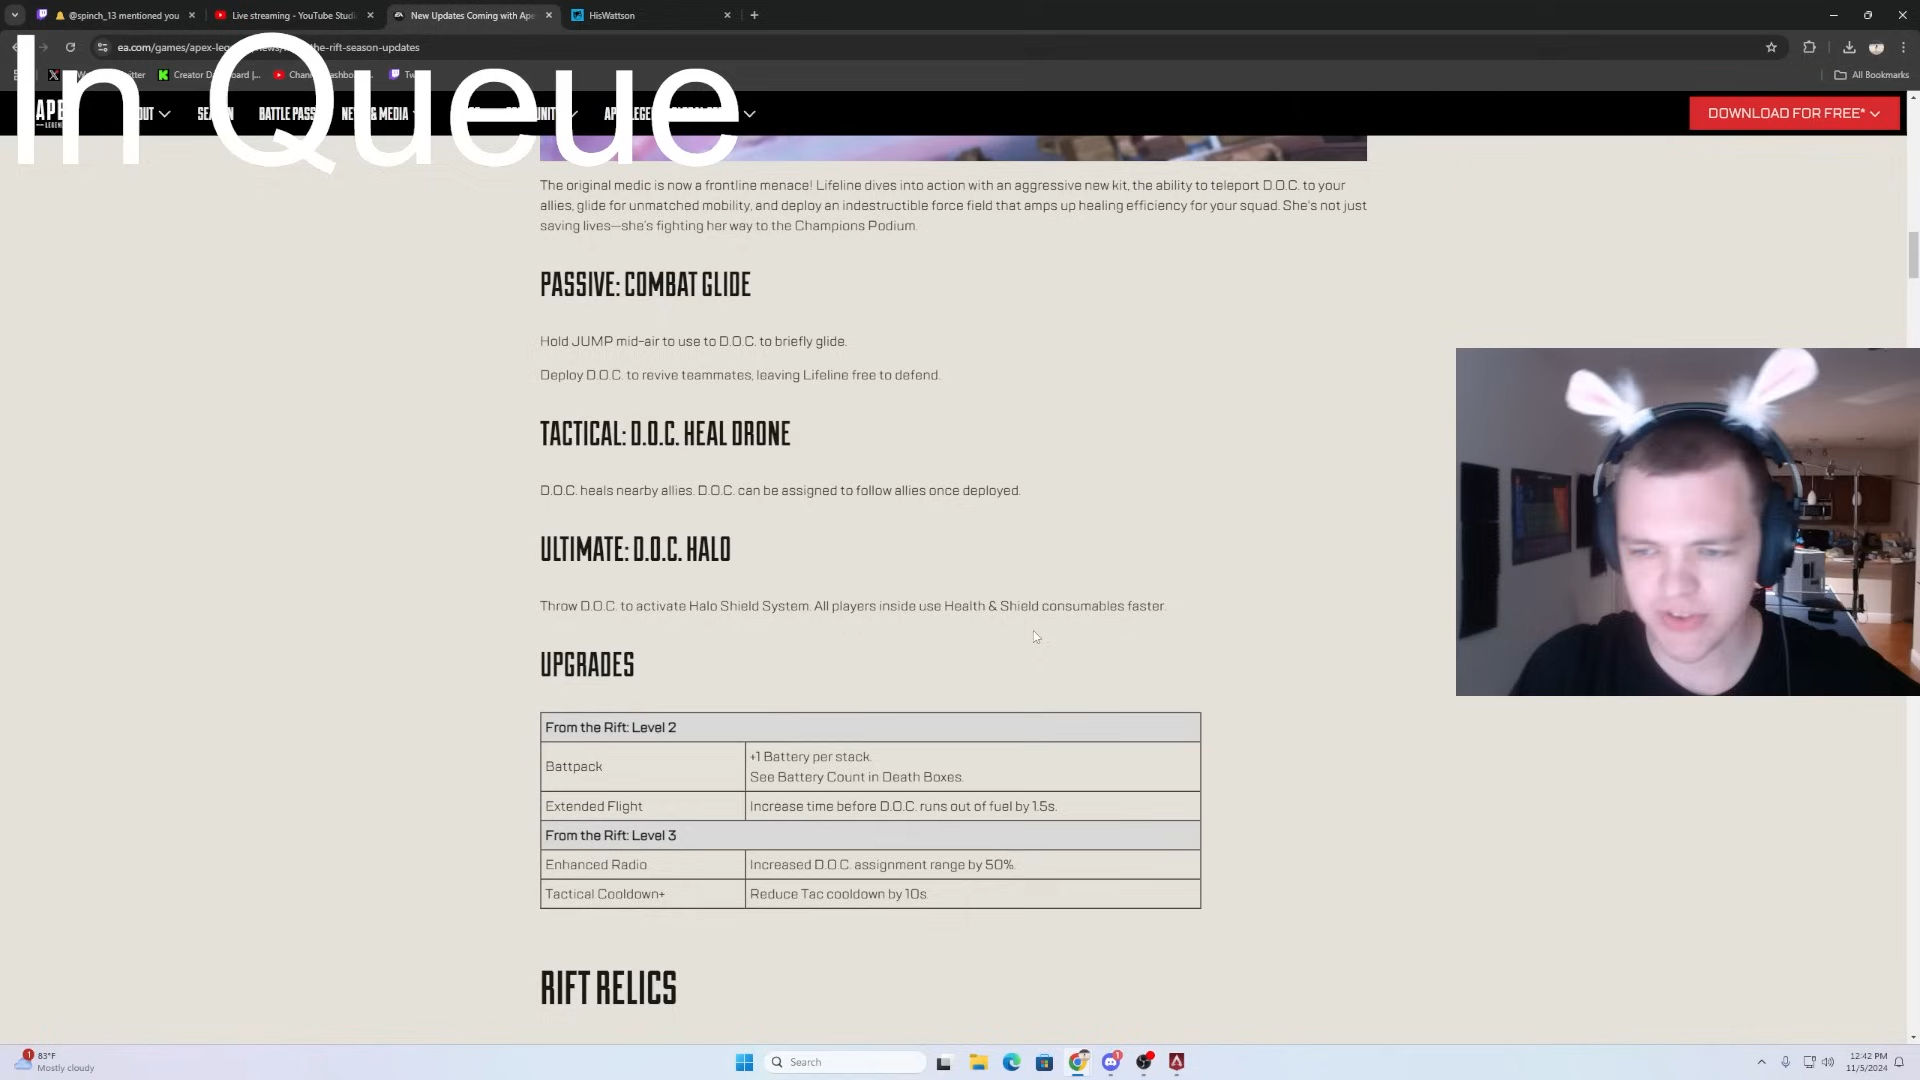 @spinch_13 mentioned you
Live streaming - YouTube Studi
New Updates Coming with Ape
HisWattson
In Queue
Creator D
All Bookmarks
BATTLE PASS
DOWNLOAD FOR FREE*
The original medic is now a frontline menace! Lifeline dives into action with an aggressive new kit, the ability to teleport D.O.C. to your
allies, glide for unmatched mobility, and deploy an indestructible force field that amps up healing efficiency for your squad. She's not just
saving lives—she's fighting her way to the Champions Podium.
PASSIVE: COMBAT GLIDE
Hold JUMP mid-air to use to D.O.C. to briefly glide.
Deploy D.O.C. to revive teammates, leaving Lifeline free to defend.
TACTICAL: D.O.C. HEAL DRONE
D.O.C. heals nearby allies. D.O.C. can be assigned to follow allies once deployed.
ULTIMATE: D.O.C. HALO
Throw D.O.C. to activate Halo Shield System. All players inside use Health & Shield consumables faster.
UPGRADES
From the Rift: Level 2
Battpack
+1 Battery per stack.
See Battery Count in Death Boxes.
Extended Flight
Increase time before D.O.C. runs out of fuel by 1.5s.
From the Rift: Level 3
Enhanced Radio
Increased D.O.C. assignment range by 50%.
Tactical Cooldown+
Reduce Tac cooldown by 10s.
RIFT RELICS
1
83°F
Mostly cloudy
Search
1
12:42 PM
11/5/2024